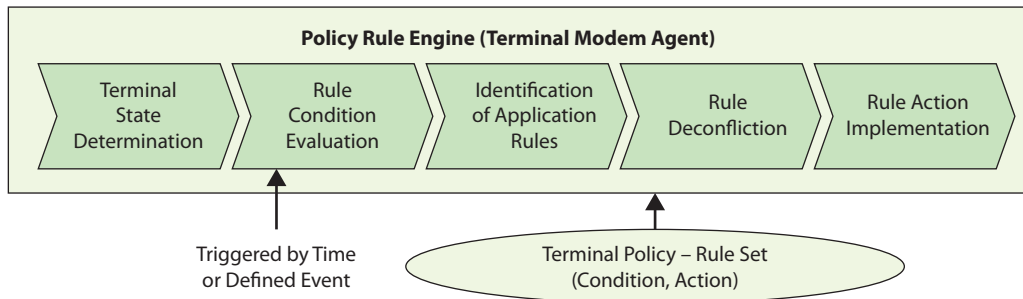 Policy Rule Engine (Terminal Modem Agent)
Terminal
State
Determination
Rule
Condition
Evaluation
Identification
of Application
Rules
Rule
Deconfliction
Rule Action
Implementation
Triggered by Time
or Defined Event
Terminal Policy – Rule Set
(Condition, Action)